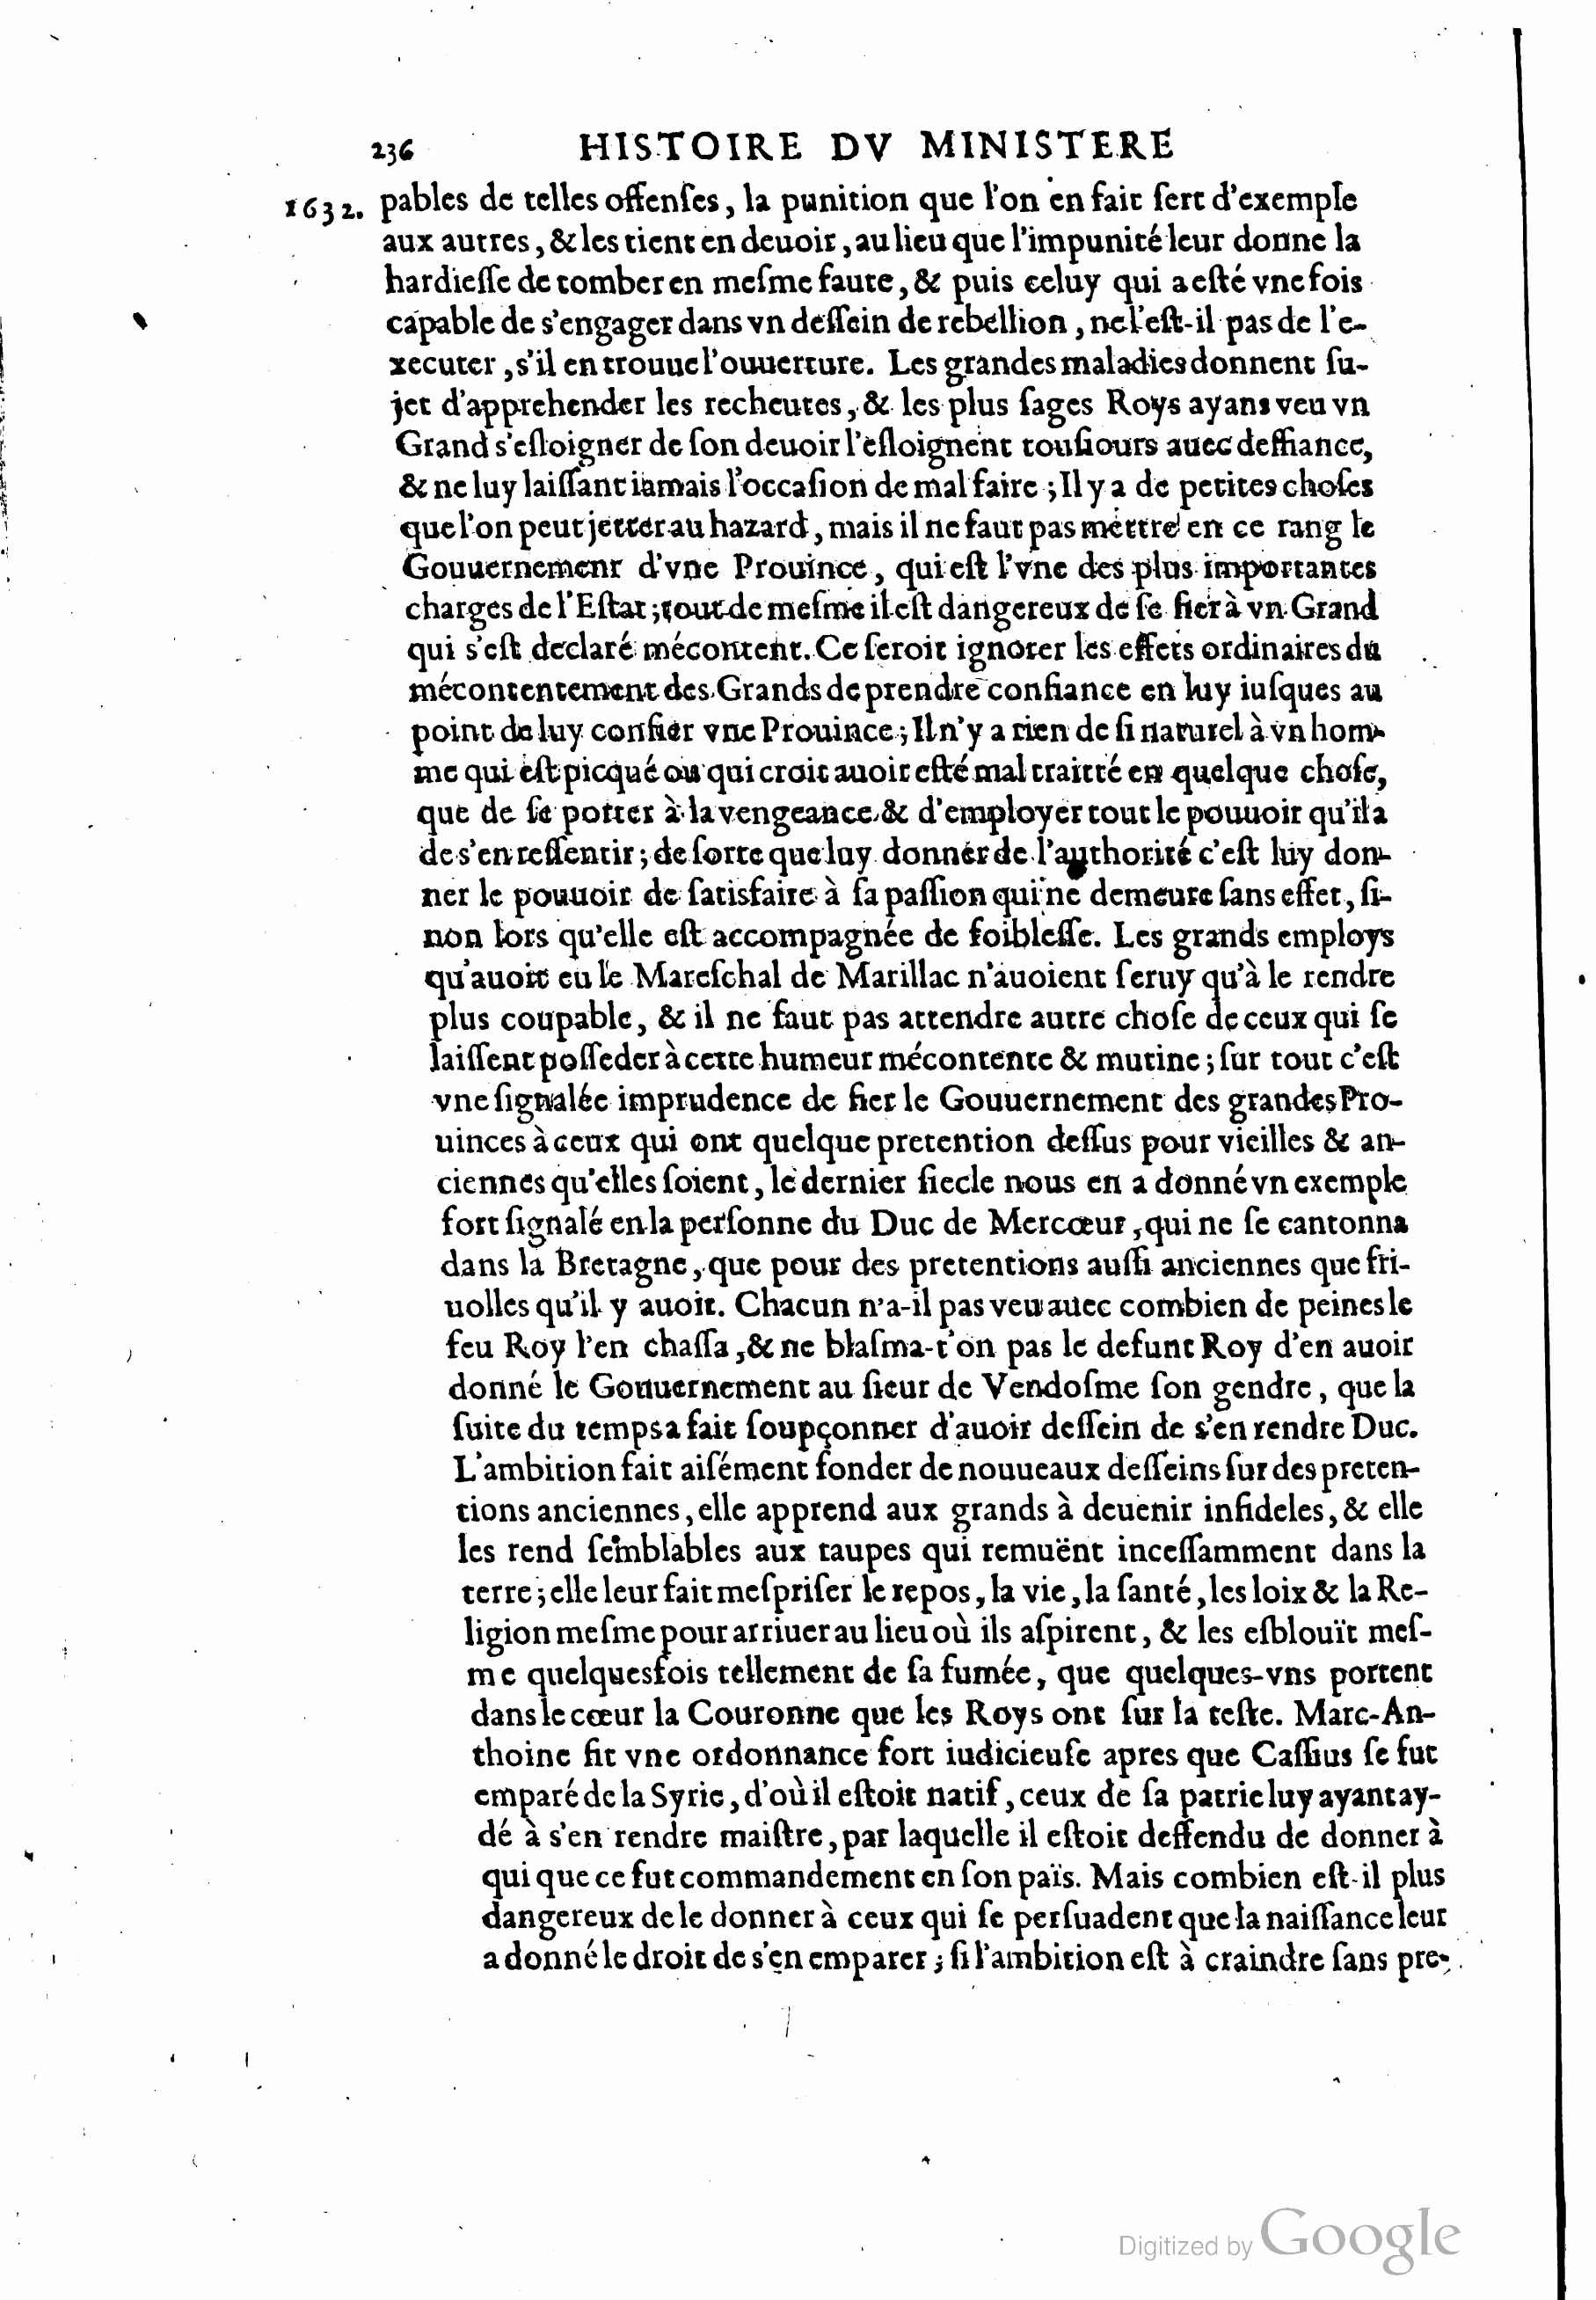 236 HISTOIRE DV MINISTERE
1632. pables de telles offenſes, la punition que l'on en fait ſert d'exemple
aux autres, & les tient en deuoir, au lieu que l'impunité leur donne la
hardieſſe de tomber en meſme faute, & puis celuy qui a eſté vne fois
capable de s'engager dans vn deſſein de rebellion, ne l'eſt-il pas de l'e-
xecuter, s'il en trouue l'ouuerture. Les grandes maladies donnent ſu-
jet d'apprehender les recheutes, & les plus ſages Roys ayans veu vn
Grand s'eſloigner de ſon deuoir l'eſloignent touſiours auec deffiance,
& ne luy laiſſant iamais l'occaſion de mal faire; Il y a de petites choſes
que l'on peut jetter au hazard, mais il ne faut pas mettre en ce rang le
Gouuernement d'vne Prouince, qui eſt l'vne des plus importantes
charges de l'Eſtat; tout de meſme il eſt dangereux de ſe fier à vn Grand
qui s'eſt declaré mécontent. Ce ſeroit ignorer les effets ordinaires du
mécontentement des Grands de prendre confiance en luy iuſques au
point de luy confier vne Prouince; Il n'y a rien de ſi naturel à vn hom-
me qui eſt picqué ou qui croit auoir eſté mal traitté en quelque choſe,
que de ſe porter à la vengeance & d'employer tout le pouuoir qu'il a
de s'en reſſentir; de ſorte que luy donner de l'authorité c'eſt luy don-
ner le pouuoir de ſatisfaire à ſa paſſion qui ne demeure ſans effet, ſi-
non lors qu'elle eſt accompagnée de foibleſſe. Les grands employs
qu'auoit eu le Mareſchal de Marillac n'auoient ſeruy qu'à le rendre
plus coupable, & il ne faut pas attendre autre choſe de ceux qui ſe
laiſſent poſſeder à cette humeur mécontente & mutine; ſur tout c'eſt
vne ſignalée imprudence de fier le Gouuernement des grandes Pro-
uinces à ceux qui ont quelque pretention deſſus pour vieilles & an-
ciennes qu'elles ſoient, le dernier ſiecle nous en a donné vn exemple
fort ſignalé en la perſonne du Duc de Mercœur, qui ne ſe cantonna
dans la Bretagne, que pour des pretentions auſſi anciennes que fri-
uolles qu'il y auoit. Chacun n'a-il pas veu auec combien de peines le
feu Roy l'en chaſſa, & ne blaſma-t'on pas le defunt Roy d'en auoir
donné le Gouuernement au ſieur de Vendoſme ſon gendre, que la
ſuite du temps a fait ſoupçonner d'auoir deſſein de s'en rendre Duc.
L'ambition fait aiſément fonder de nouueaux deſſeins ſur des preten-
tions anciennes, elle apprend aux grands à deuenir infideles, & elle
les rend ſemblables aux taupes qui remuënt inceſſamment dans la
terre; elle leur fait meſpriſer le repos, la vie, la ſanté, les loix & la Re-
ligion meſme pour arriuer au lieu où ils aſpirent, & les eſblouït meſ-
me quelquesfois tellement de ſa fumée, que quelques-vns portent
dans le cœur la Couronne que les Roys ont ſur la teſte. Marc-An-
thoine fit vne ordonnance fort iudicieuſe apres que Caſſius ſe fut
emparé de la Syrie, d'où il eſtoit natif, ceux de ſa patrie luy ayant ay-
dé à s'en rendre maiſtre, par laquelle il eſtoit deffendu de donner à
qui que ce fut commandement en ſon païs. Mais combien eſt-il plus
dangereux de le donner à ceux qui ſe perſuadent que la naiſſance leur
a donné le droit de s'en emparer; ſi l'ambition eſt à craindre ſans pre-
Digitized by Google